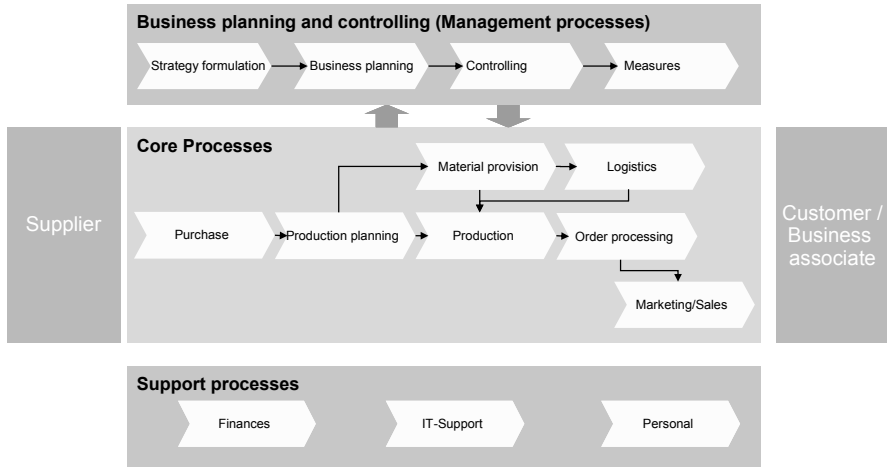 Business planning and controlling (Management processes)
Strategy formulation
Business planning
Controlling
Measures
Supplier
Core Processes
Material provision
Logistics
Purchase
Production planning
Production
Order processing
Marketing/Sales
Customer /
Business
associate
Support processes
Finances
IT-Support
Personal